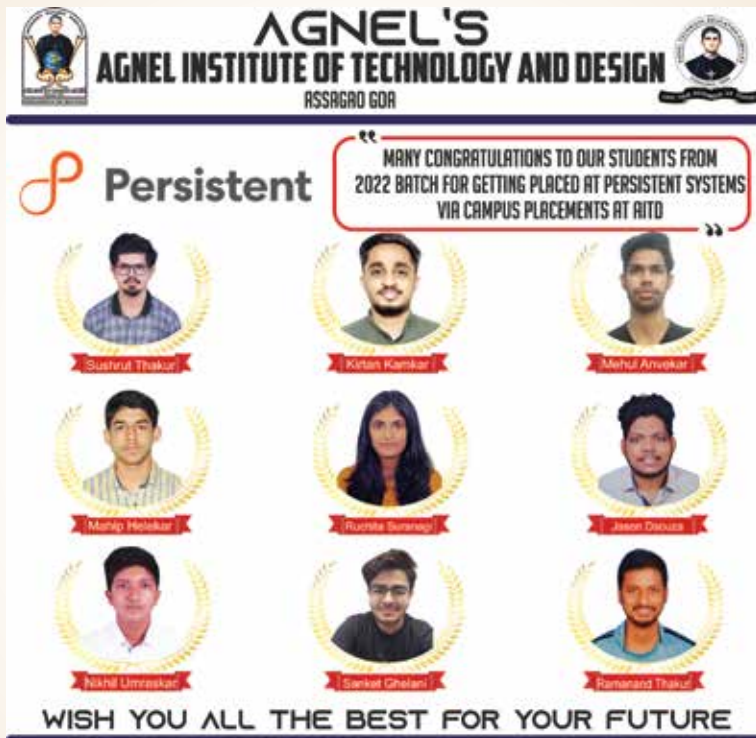 AGNEL'S
AGNEL INSTITUTE OF TECHNOLOGY AND DESIGN
ASSAGAO GOA
Persistent
"
MANY CONGRATULATIONS TO OUR STUDENTS FROM
2022 BATCH FOR GETTING PLACED AT PERSISTENT SYSTEMS
VIA CAMPUS PLACEMENTS AT AITD
"
Sushrut Thakur
Kirtan Kamkar
Mehul Anvekar
Mahip Helekar
Ruchita Suranagi
Jason Dsouza
Nikhil Umraskar
Sanket Ghelani
Ramanand Thakur
WISH YOU ALL THE BEST FOR YOUR FUTURE